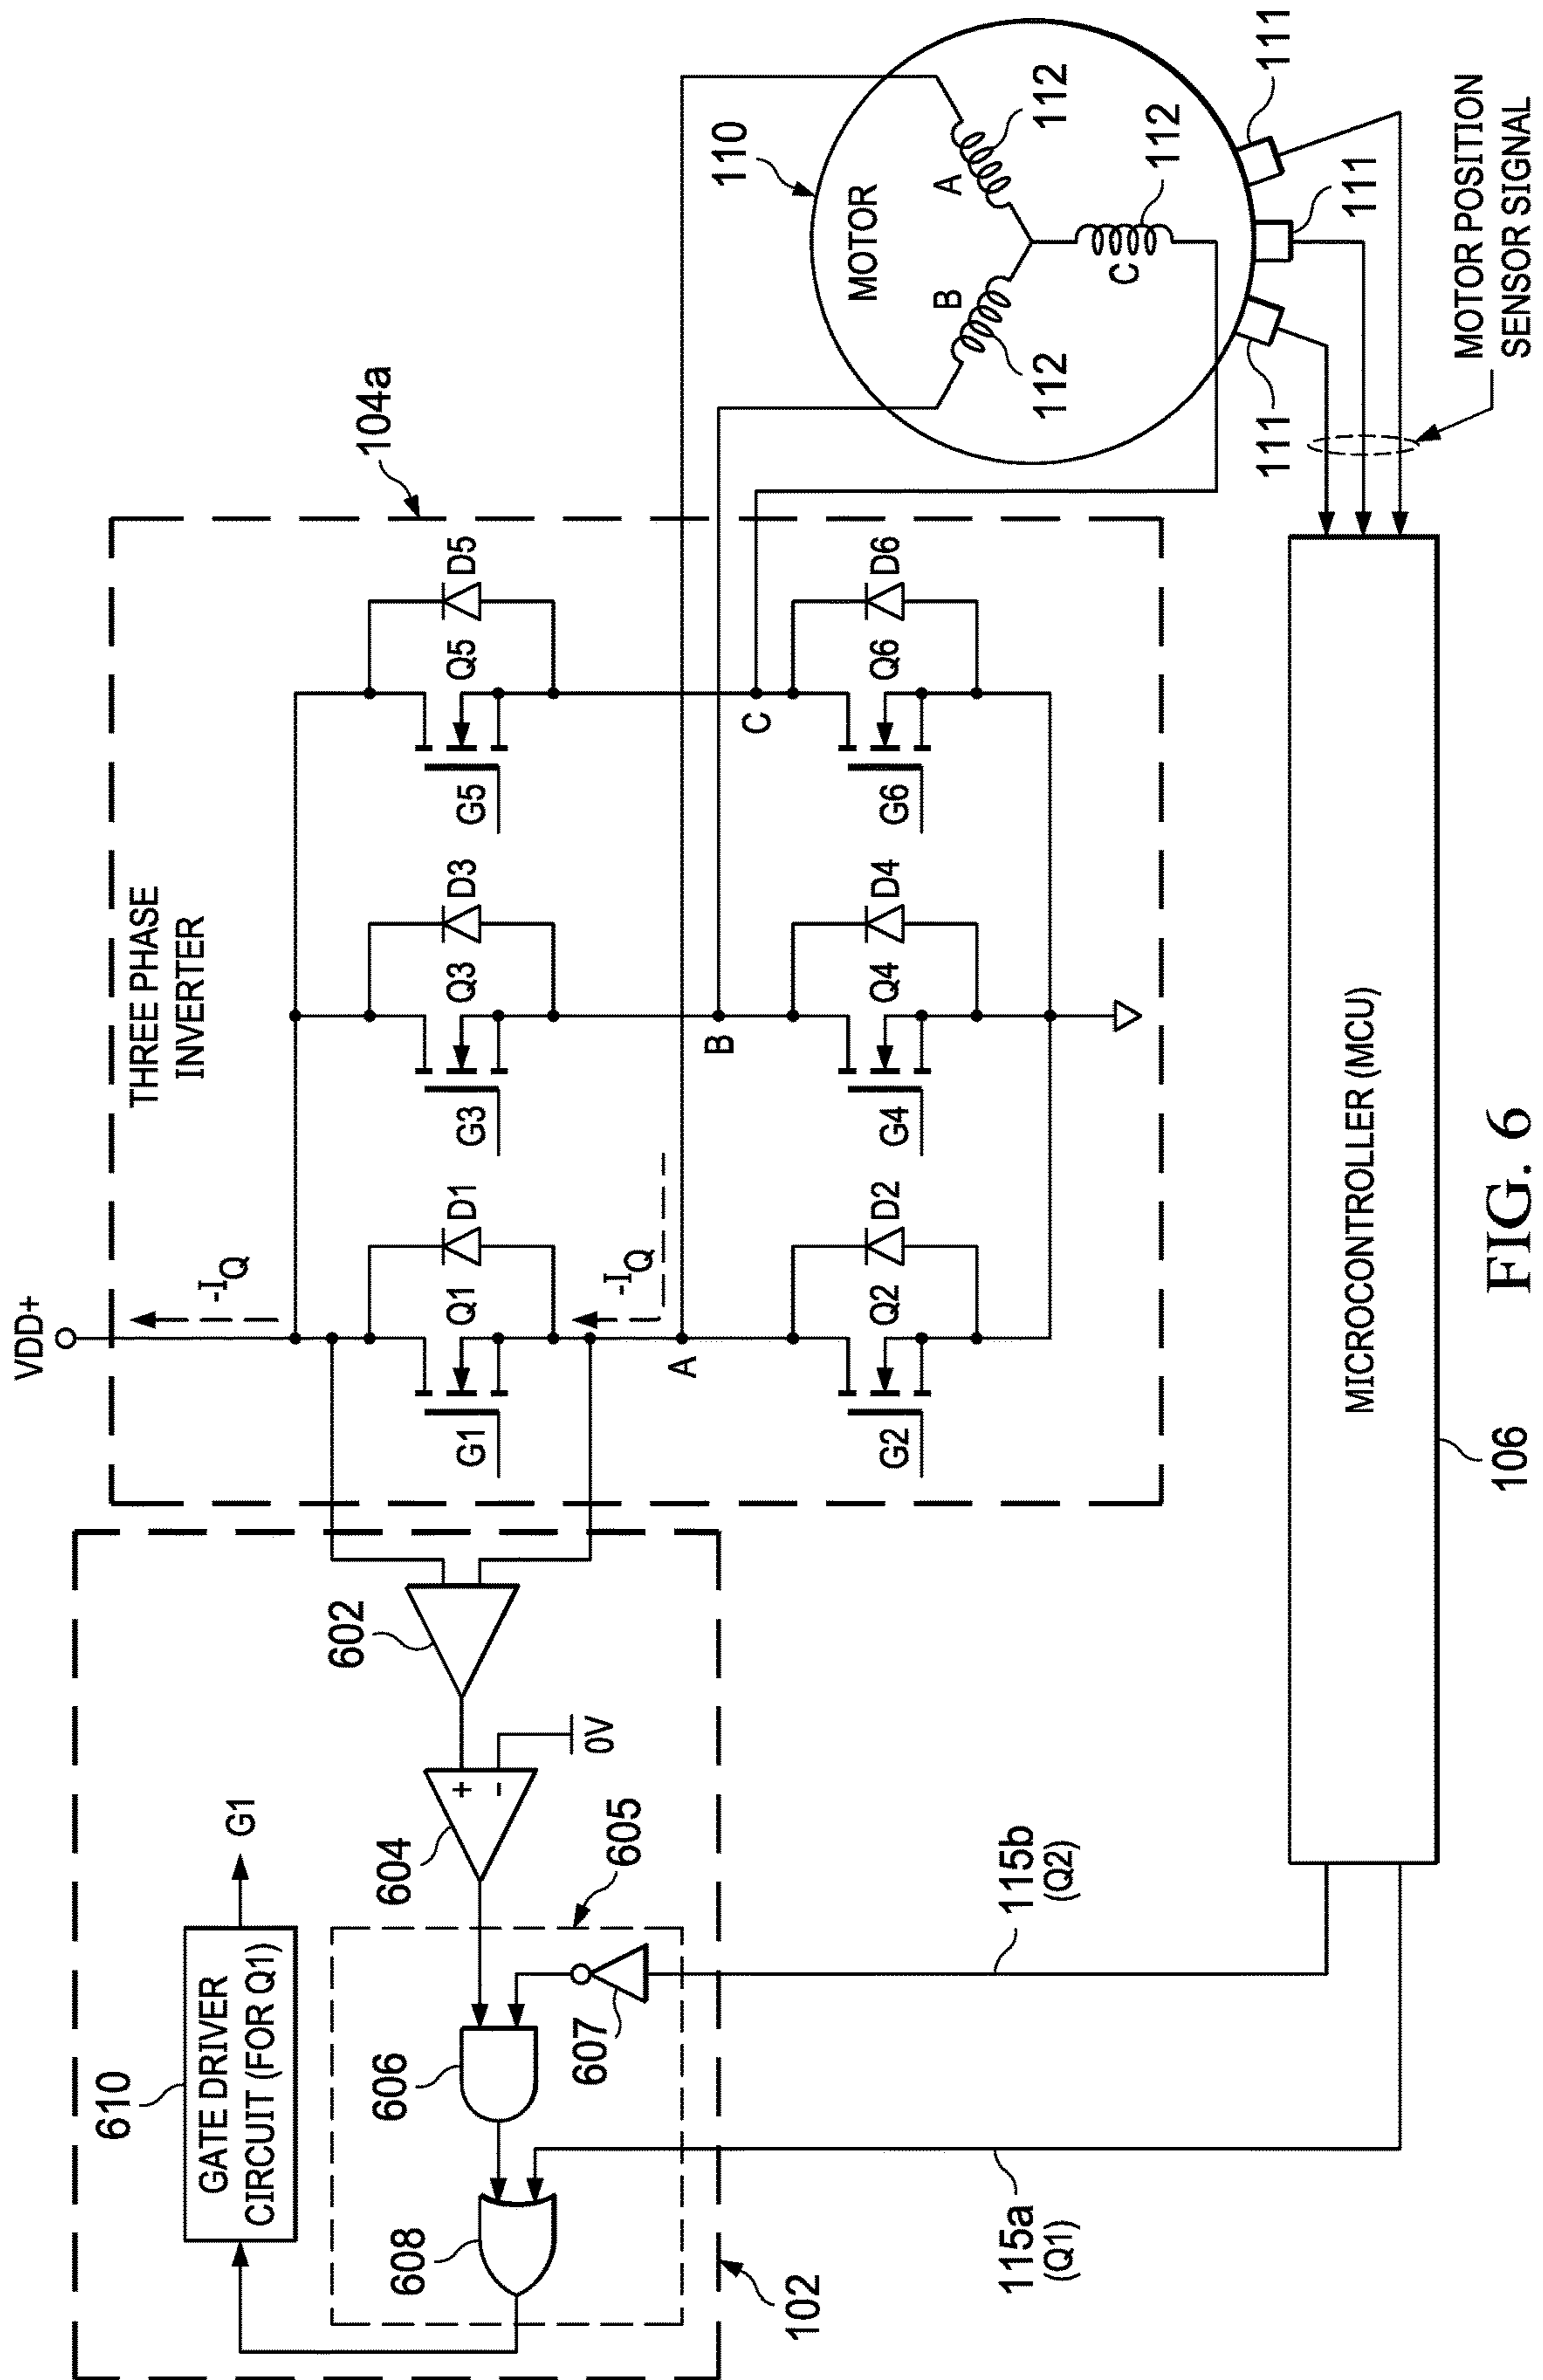 610
GATE DRIVER
CIRCUIT (FOR Q1)
G1
608
606
607
605
604
+
-
0V
602
102
115a
(Q1)
115b
(Q2)
VDD+
-IQ
THREE PHASE
INVERTER
104a
G1
Q1
D1
G3
Q3
D3
G5
Q5
D5
-IQ
A
B
C
G2
Q2
D2
G4
Q4
D4
G6
Q6
D6
110
MOTOR
A
112
B
112
C
112
111
111
111
MOTOR POSITION
SENSOR SIGNAL
MICROCONTROLLER (MCU)
106
FIG. 6